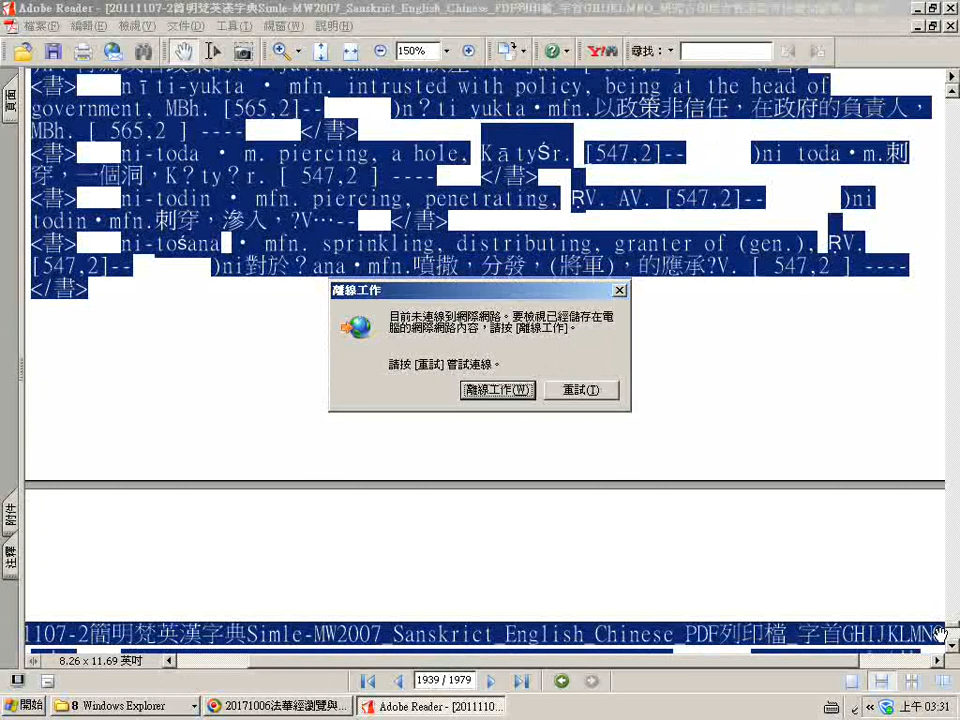 Adobe Reader - [20111107-2簡明梵英漢字典Simle-MW2007_Sanskrict_English_Chinese_PDF列印檔_字首GHIJKLMNO_
檔案(F) 編輯(E) 檢視(V) 文件(D) 工具(T) 視窗(W) 說明(H)
150% 尋找：
頁面
<書> nīti-yukta • mfn. intrusted with policy, being at the head of
government, MBh. [565,2]-- )n？ti yukta•mfn.以政策非信任，在政府的負責人，
MBh. [ 565,2 ] ---- </書>
<書> ni-toda • m. piercing, a hole, KātyŚr. [547,2]-- )ni toda•m.刺
穿，一個洞，K？ty？r. [ 547,2 ] ---- </書>
<書> ni-todin • mfn. piercing, penetrating, ṚV. AV. [547,2]-- )ni
todin•mfn.刺穿，滲入，?V…-- </書>
<書> ni-tośana • mfn. sprinkling, distributing, granter of (gen.), ṚV.
[547,2]-- )ni對於？ana•mfn.噴撒，分發，(將軍)，的應承?V. [ 547,2 ] ----
</書>
離線工作
目前未連線到網際網路。要檢視已經儲存在電
腦的網際網路內容，請按 [離線工作]。
請按 [重試] 嘗試連線。
離線工作(W) 重試(T)
附件
注釋
1107-2簡明梵英漢字典Simle-MW2007_Sanskrict_English_Chinese_PDF列印檔_字首GHIJKLMNO
8.26 x 11.69 英吋
1939 / 1979
開始 8 Windows Explorer 20171006法華經瀏覽與... Adobe Reader - [2011110... 上午 03:31